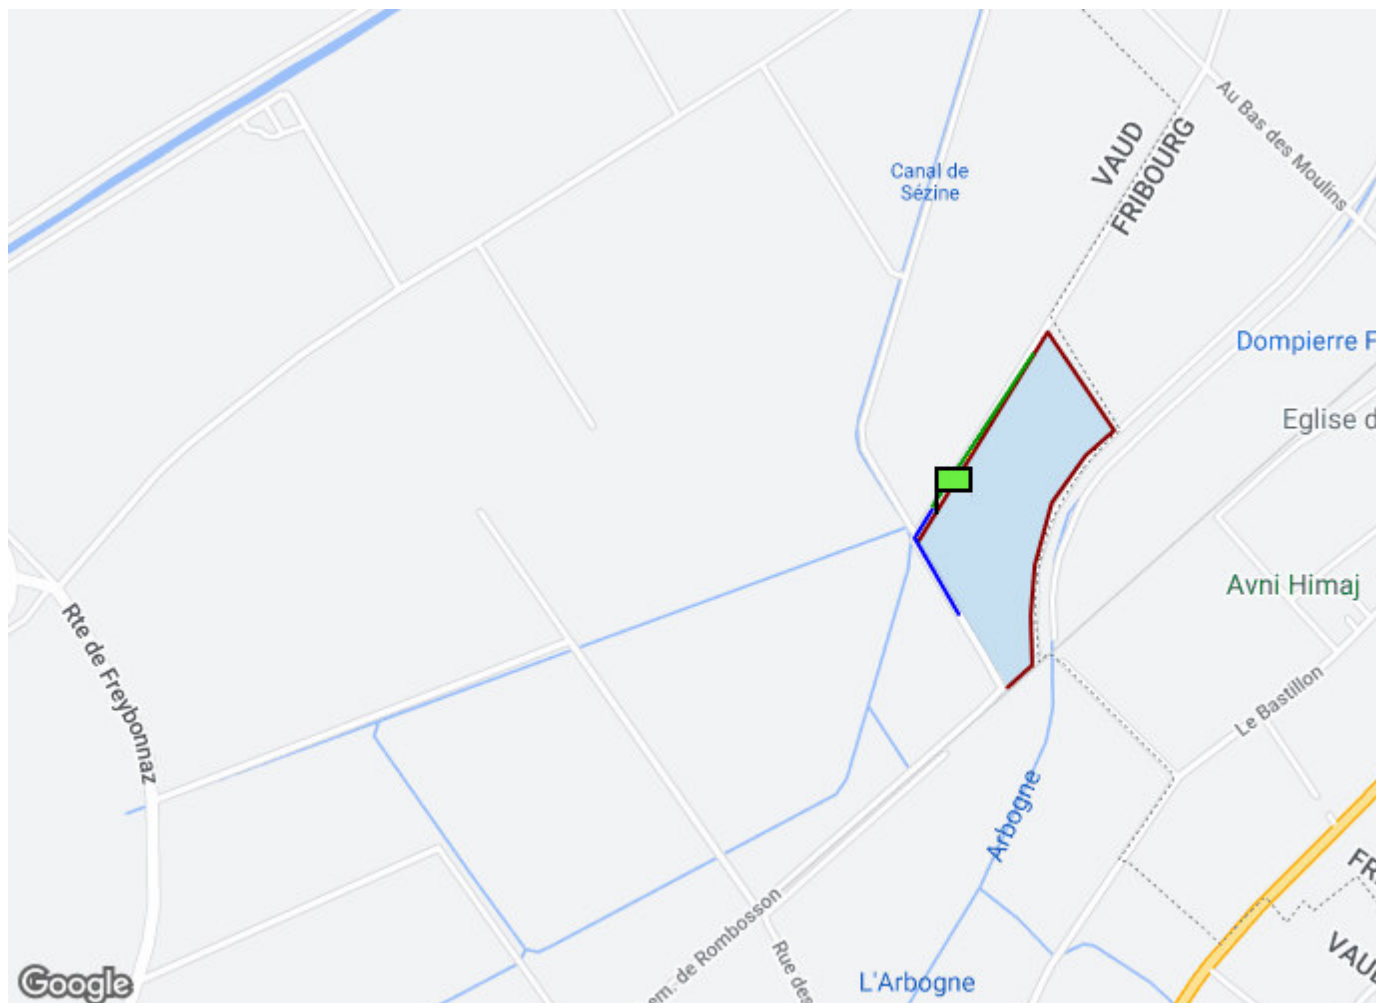 Au Bas des Moulins
VAUD
FRIBOURG
Canal de
Sézine
Dompierre F
Eglise d
Avni Himaj
Rte de Freybonnaz
Le Bastillon
Arbogne
em. de Rombosson
Rue des
L'Arbogne
FR
VAUD
Google